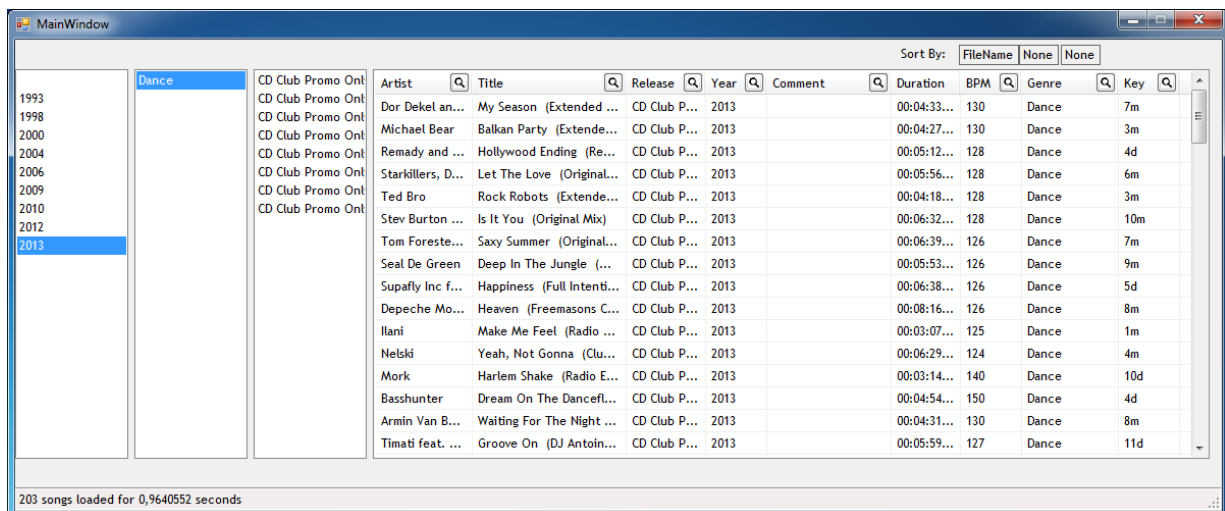 MainWindow
Sort By: FileName None None
1993
1998
2000
2004
2006
2009
2010
2012
2013
Dance
CD Club Promo Onl
CD Club Promo Onl
CD Club Promo Onl
CD Club Promo Onl
CD Club Promo Onl
CD Club Promo Onl
CD Club Promo Onl
CD Club Promo Onl
Artist Title Release Year Comment Duration BPM Genre Key
Dor Dekel an... My Season (Extended ... CD Club P... 2013 00:04:33... 130 Dance 7m
Michael Bear Balkan Party (Extende... CD Club P... 2013 00:04:27... 130 Dance 3m
Remady and ... Hollywood Ending (Re... CD Club P... 2013 00:05:12... 128 Dance 4d
Starkillers, D... Let The Love (Original... CD Club P... 2013 00:05:56... 128 Dance 6m
Ted Bro Rock Robots (Extende... CD Club P... 2013 00:04:18... 128 Dance 3m
Stev Burton ... Is It You (Original Mix) CD Club P... 2013 00:06:32... 128 Dance 10m
Tom Foreste... Saxy Summer (Original... CD Club P... 2013 00:06:39... 126 Dance 7m
Seal De Green Deep In The Jungle (... CD Club P... 2013 00:05:53... 126 Dance 9m
Supafly Inc f... Happiness (Full Intenti... CD Club P... 2013 00:06:38... 126 Dance 5d
Depeche Mo... Heaven (Freemasons C... CD Club P... 2013 00:08:16... 126 Dance 8m
Ilani Make Me Feel (Radio ... CD Club P... 2013 00:03:07... 125 Dance 1m
Nelski Yeah, Not Gonna (Clu... CD Club P... 2013 00:06:29... 124 Dance 4m
Mork Harlem Shake (Radio E... CD Club P... 2013 00:03:14... 140 Dance 10d
Basshunter Dream On The Dancefl... CD Club P... 2013 00:04:54... 150 Dance 4d
Armin Van B... Waiting For The Night ... CD Club P... 2013 00:04:31... 130 Dance 8m
Timati feat. ... Groove On (DJ Antoin... CD Club P... 2013 00:05:59... 127 Dance 11d
203 songs loaded for 0,9640552 seconds